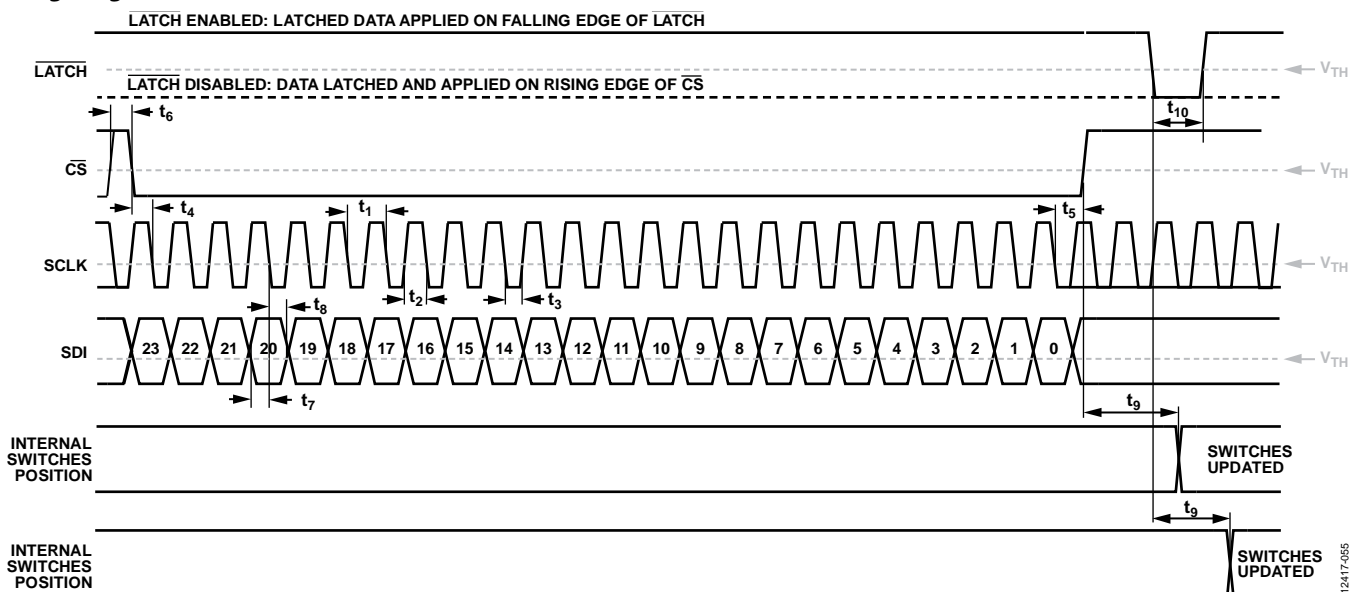 LATCH ENABLED: LATCHED DATA APPLIED ON FALLING EDGE OF LATCH
LATCH
VTH
LATCH DISABLED: DATA LATCHED AND APPLIED ON RISING EDGE OF CS
t6
t10
CS
VTH
t4
t1
t5
SCLK
VTH
t8
t2
t3
SDI
23 22 21 20 19 18 17 16 15 14 13 12 11 10 9 8 7 6 5 4 3 2 1 0
VTH
t7
t9
INTERNAL
SWITCHES
POSITION
SWITCHES
UPDATED
t9
INTERNAL
SWITCHES
POSITION
SWITCHES
UPDATED
12417-055